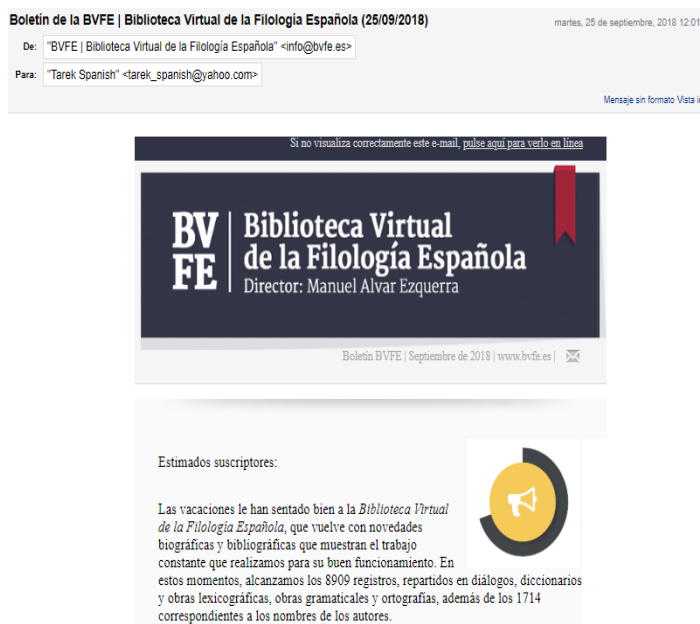 Boletín de la BVFE | Biblioteca Virtual de la Filología Española (25/09/2018)
martes, 25 de septiembre, 2018 12:01
De: "BVFE | Biblioteca Virtual de la Filología Española" <info@bvfe.es>
Para: "Tarek Spanish" <tarek_spanish@yahoo.com>
Mensaje sin formato Vista
Si no visualiza correctamente este e-mail, pulse aquí para verlo en línea
BV
FE
Biblioteca Virtual
de la Filología Española
Director: Manuel Alvar Ezquerra
Boletín BVFE | Septiembre de 2018 | www.bvfe.es |
Estimados suscriptores:
Las vacaciones le han sentado bien a la Biblioteca Virtual
de la Filología Española, que vuelve con novedades
biográficas y bibliográficas que muestran el trabajo
constante que realizamos para su buen funcionamiento. En
estos momentos, alcanzamos los 8909 registros, repartidos en diálogos, diccionarios
y obras lexicográficas, obras gramaticales y ortografías, además de los 1714
correspondientes a los nombres de los autores.